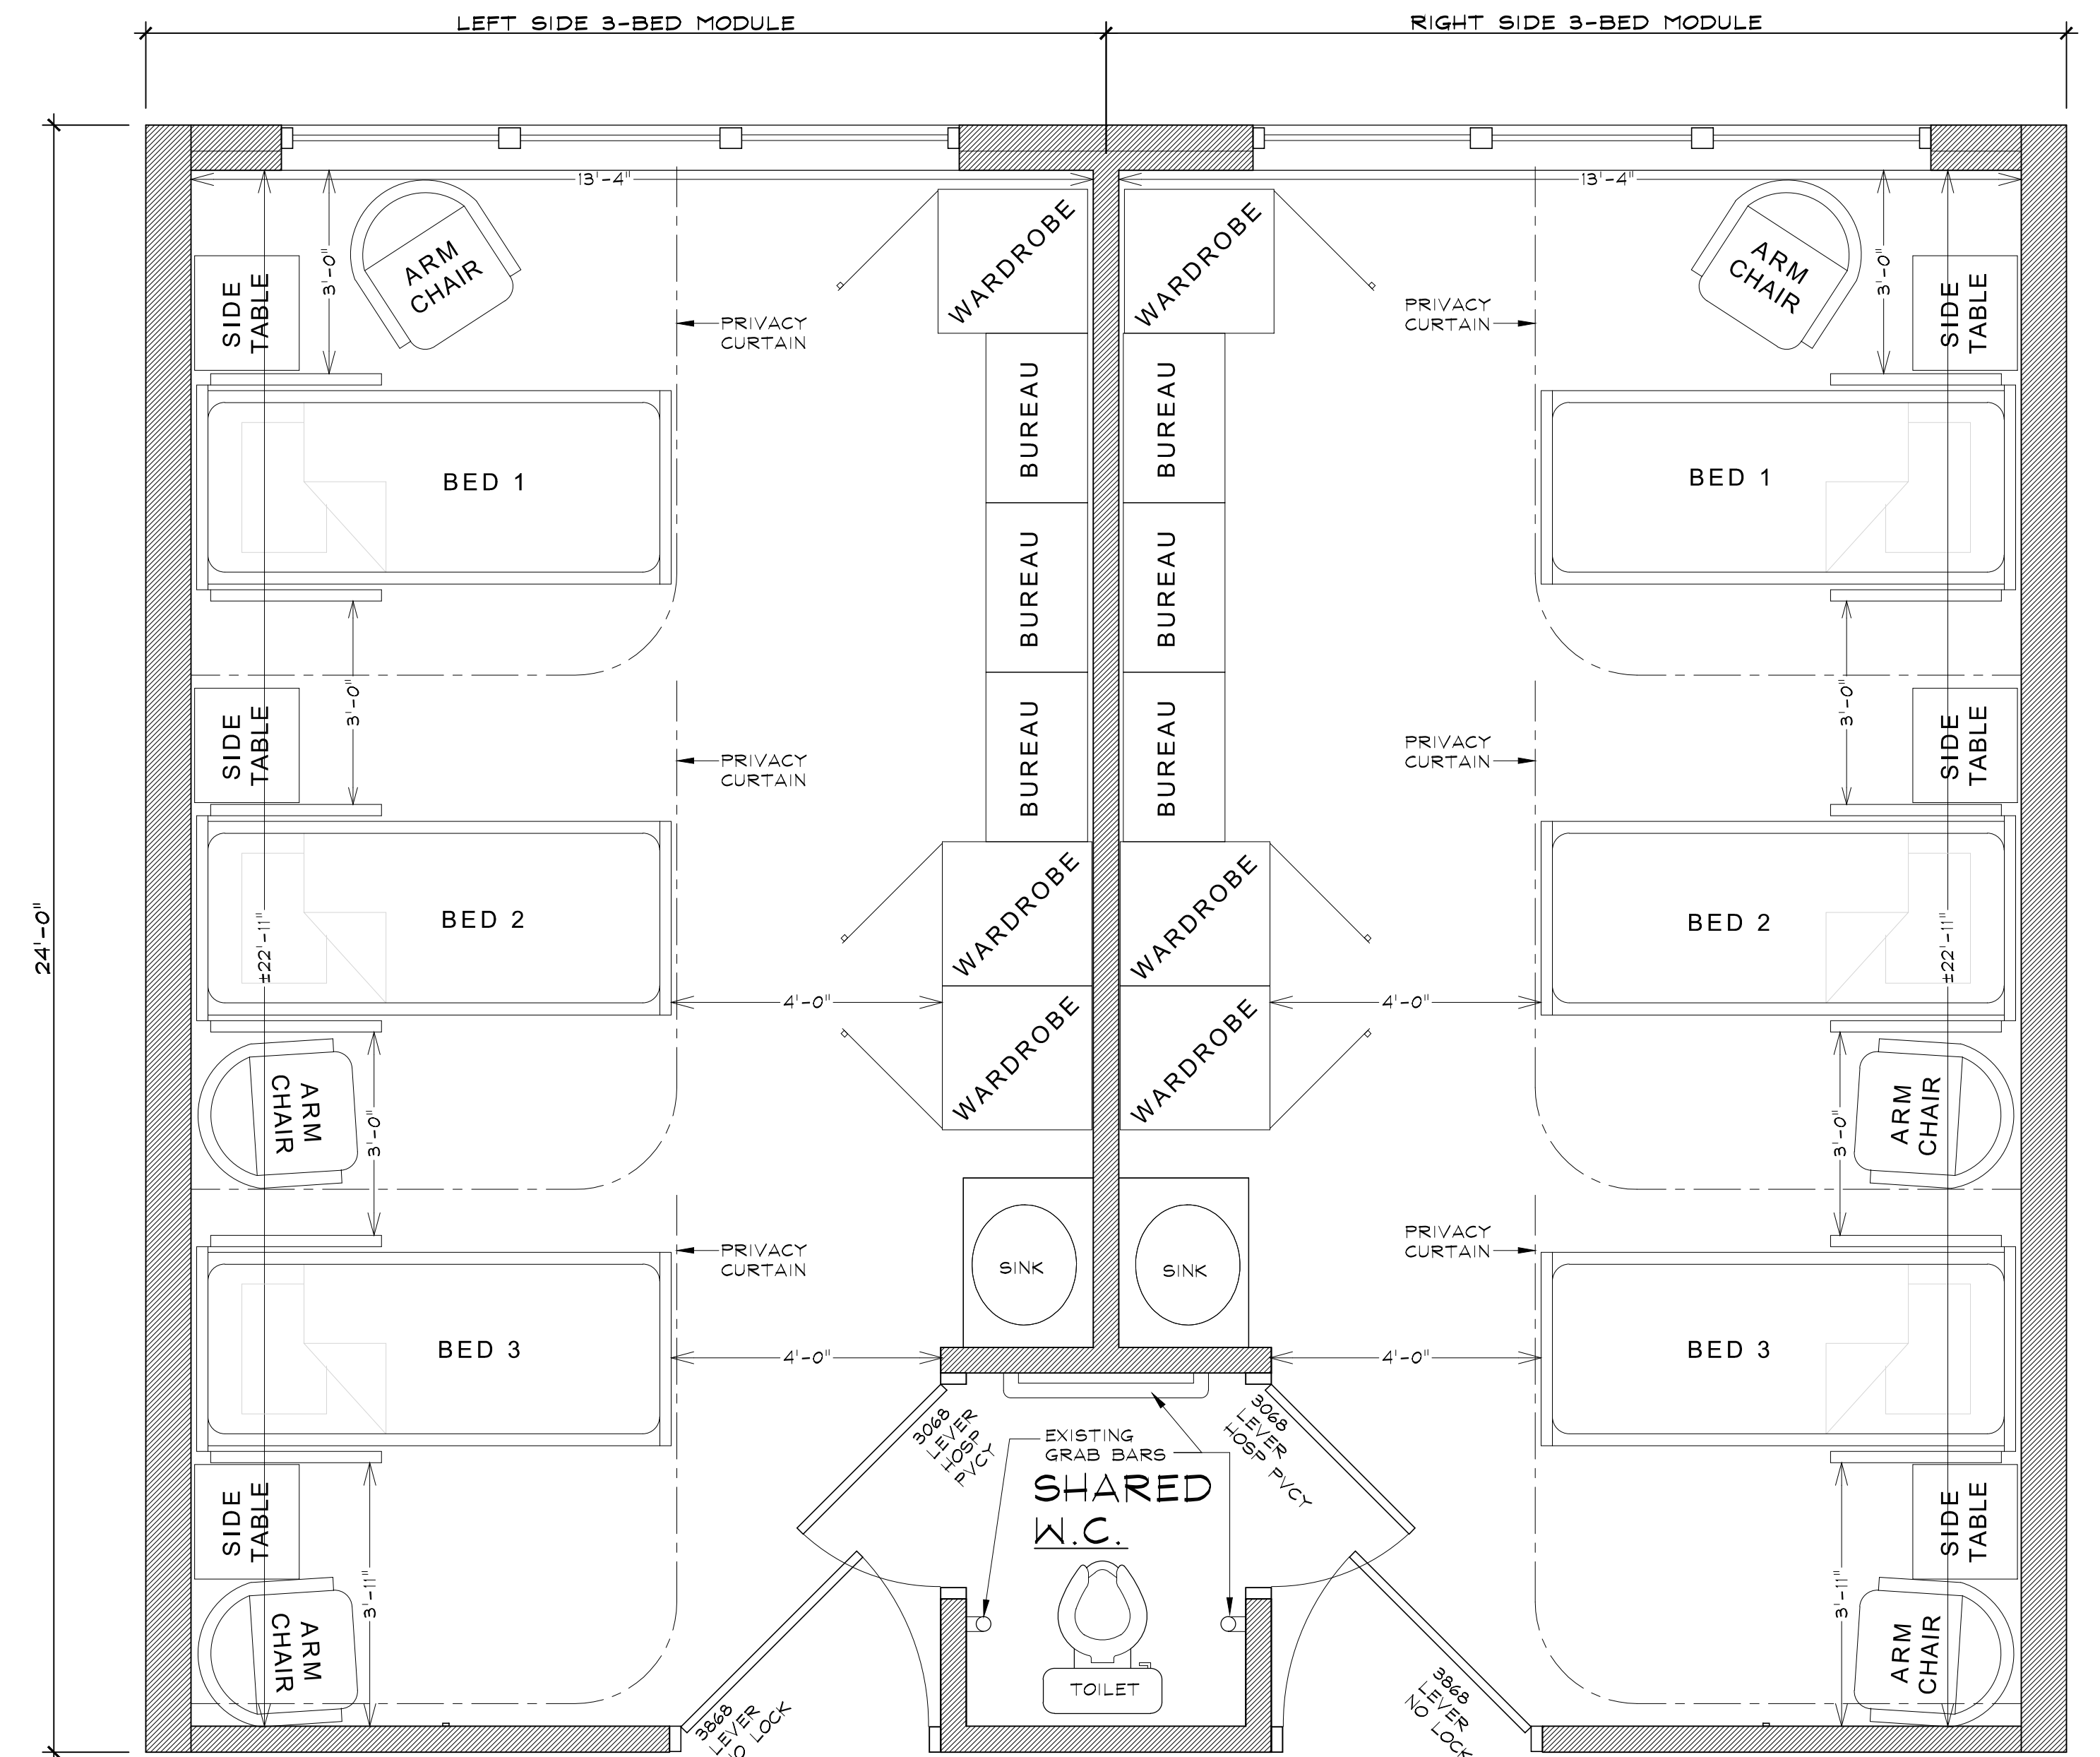 LEFT SIDE 3-BED MODULE
RIGHT SIDE 3-BED MODULE
13'-4"
13'-4"
24'-0"
SIDE
TABLE
3'-0"
ARM
CHAIR
PRIVACY
CURTAIN
WARDROBE
WARDROBE
PRIVACY
CURTAIN
ARM
CHAIR
3'-0"
SIDE
TABLE
BED 1
BUREAU
BUREAU
BED 1
BUREAU
BUREAU
SIDE
TABLE
3'-0"
PRIVACY
CURTAIN
BUREAU
BUREAU
PRIVACY
CURTAIN
3'-0"
SIDE
TABLE
±22'-11"
BED 2
WARDROBE
WARDROBE
BED 2
±22'-11"
4'-0"
WARDROBE
WARDROBE
4'-0"
ARM
CHAIR
3'-0"
3'-0"
ARM
CHAIR
PRIVACY
CURTAIN
SINK
SINK
PRIVACY
CURTAIN
BED 3
4'-0"
4'-0"
BED 3
3068
LEVER
HOSP
PVCY
EXISTING
GRAB BARS
3068
LEVER
HOSP PVCY
SHARED
W.C.
SIDE
TABLE
3'-11"
3'-11"
SIDE
TABLE
ARM
CHAIR
TOILET
ARM
CHAIR
3868
LEVER
LOCK
3868
LEVER
NO LOCK